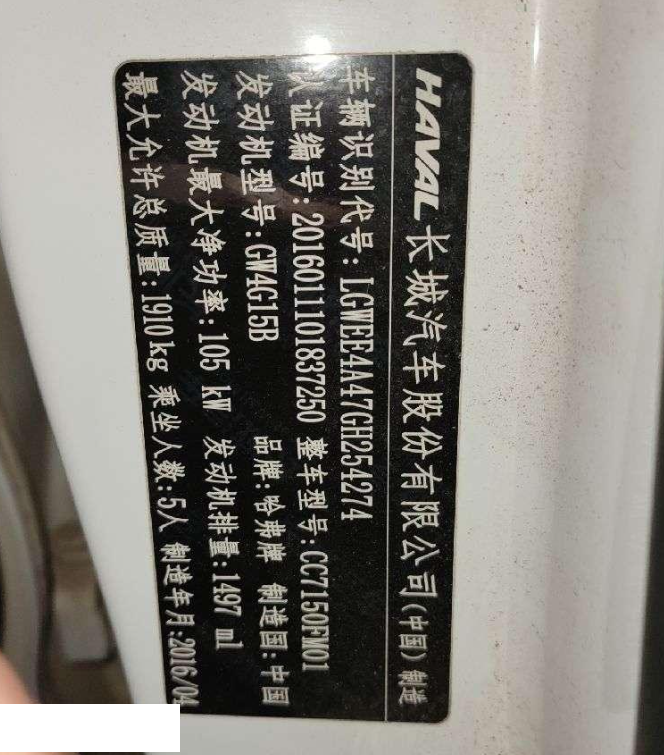 HAVAL 长城汽车股份有限公司(中国) 制造
车辆识别代号:LGWEE4A47GH254274
认证编号:2016011101837250 整车型号:CC7150FM01
发动机型号:GW4G15B 品牌:哈弗牌 制造国:中国
发动机最大净功率:105 kW 发动机排量:1497 ml
最大允许总质量:1910kg 乘坐人数:5人 制造年月:2016/04